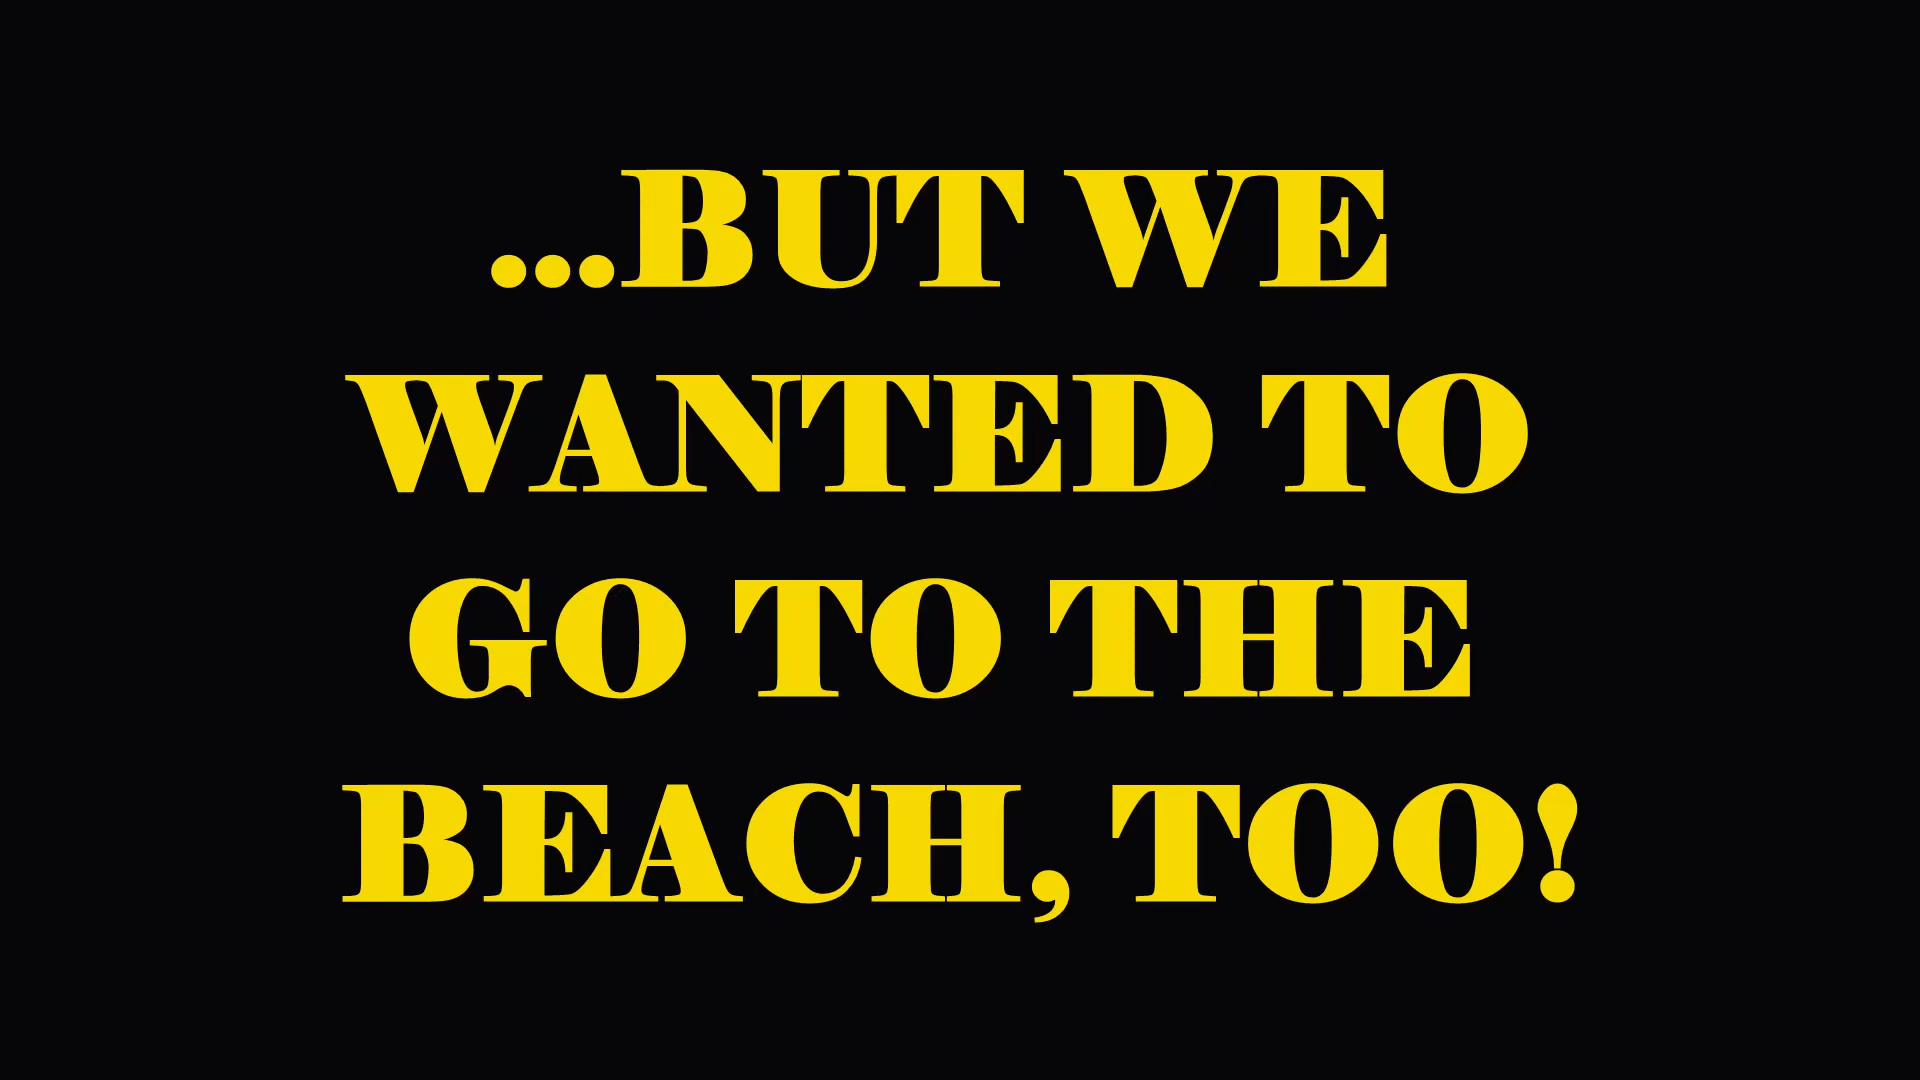 ...BUT WE
WANTED TO
GO TO THE
BEACH, TOO!